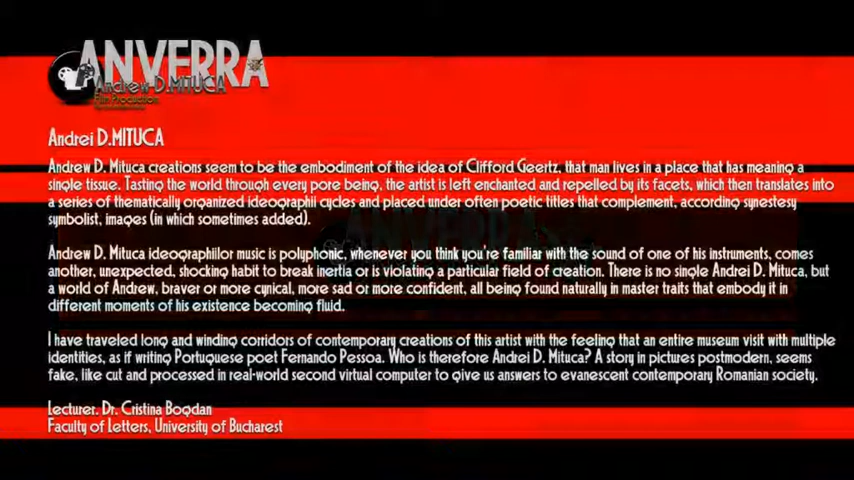 ANVERRA
Andrew D.MITUCA
Film Production
Andrei D.MITUCA
Andrew D. Mituca creations seem to be the embodiment of the idea of Clifford Geertz, that man lives in a place that has meaning a
single tissue. Tasting the world through every pore being, the artist is left enchanted and repelled by its facets, which then translates into
a series of thematically organized ideographii cycles and placed under often poetic titles that complement, according synestesy
symbolist, images (in which sometimes added).
Andrew D. Mituca ideographiilor music is polyphonic, whenever you think you're familiar with the sound of one of his instruments, comes
another, unexpected, shocking habit to break inertia or is violating a particular field of creation. There is no single Andrei D. Mituca, but
a world of Andrew, braver or more cynical, more sad or more confident, all being found naturally in master traits that embody it in
different moments of his existence becoming fluid.
I have traveled long and winding corridors of contemporary creations of this artist with the feeling that an entire museum visit with multiple
identities, as if writing Portuguese poet Fernando Pessoa. Who is therefore Andrei D. Mituca? A story in pictures postmodern, seems
fake, like cut and processed in real-world second virtual computer to give us answers to evanescent contemporary Romanian society.
Lecturer. Dr. Cristina Bogdan
Faculty of Letters, University of Bucharest